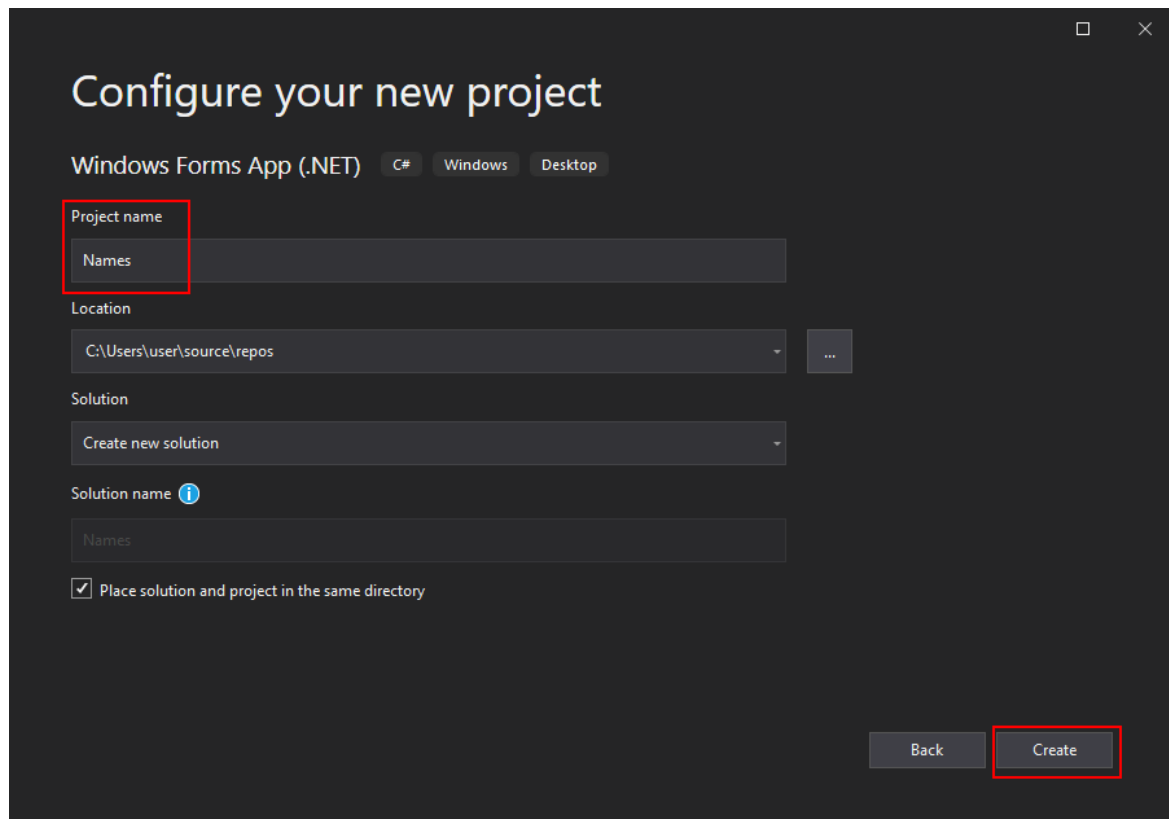 Configure your new project
Windows Forms App (.NET) C# Windows Desktop
Project name
Names
Location
C:\Users\user\source\repos
...
Solution
Create new solution
Solution name
Names
Place solution and project in the same directory
Back Create